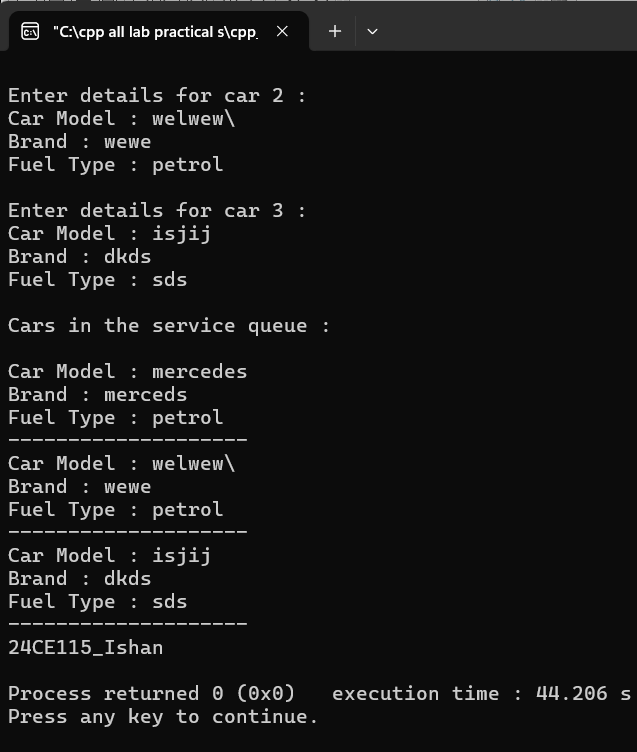 "C:\cpp all lab practical s\cpp_
Enter details for car 2 :
Car Model : welwew\
Brand : wewe
Fuel Type : petrol
Enter details for car 3 :
Car Model : isjij
Brand : dkds
Fuel Type : sds
Cars in the service queue :
Car Model : mercedes
Brand : merceds
Fuel Type : petrol
--------------------
Car Model : welwew\
Brand : wewe
Fuel Type : petrol
--------------------
Car Model : isjij
Brand : dkds
Fuel Type : sds
--------------------
24CE115_Ishan
Process returned 0 (0x0)   execution time : 44.206 s
Press any key to continue.